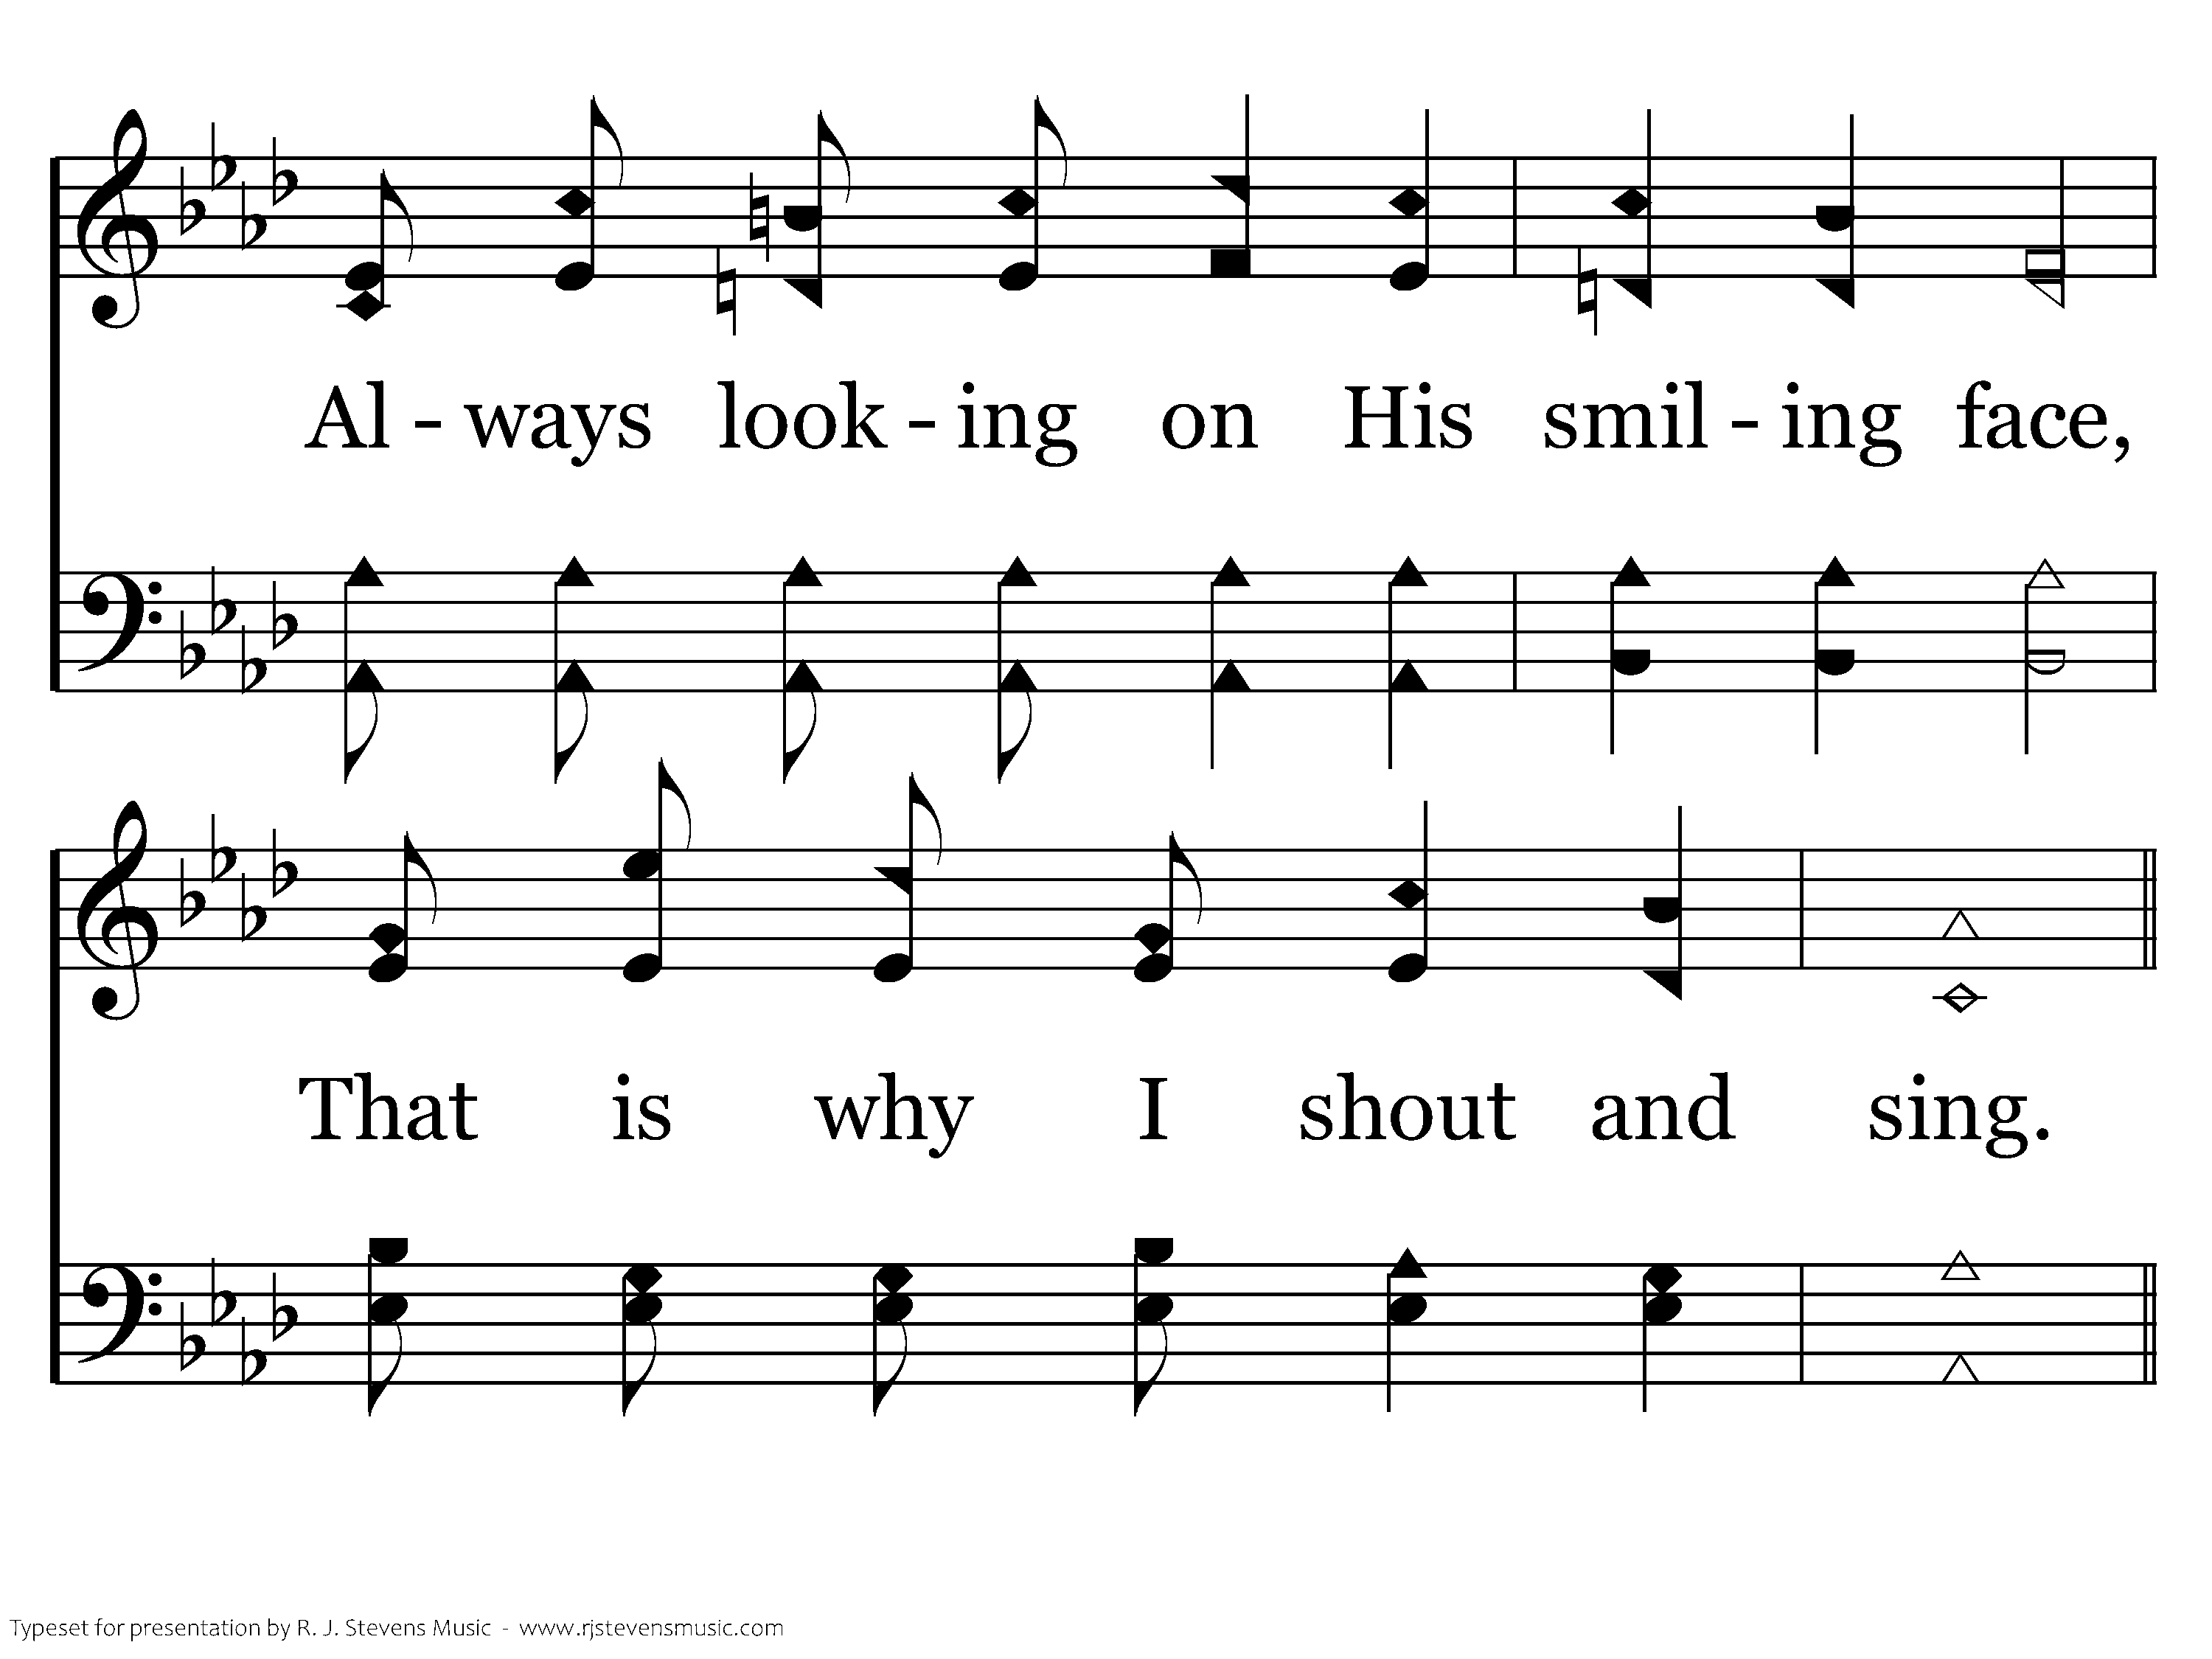 Al - ways look - ing on His smil - ing face,
That is why I shout and sing.
Typeset for presentation by R. J. Stevens Music - www.rjstevensmusic.com